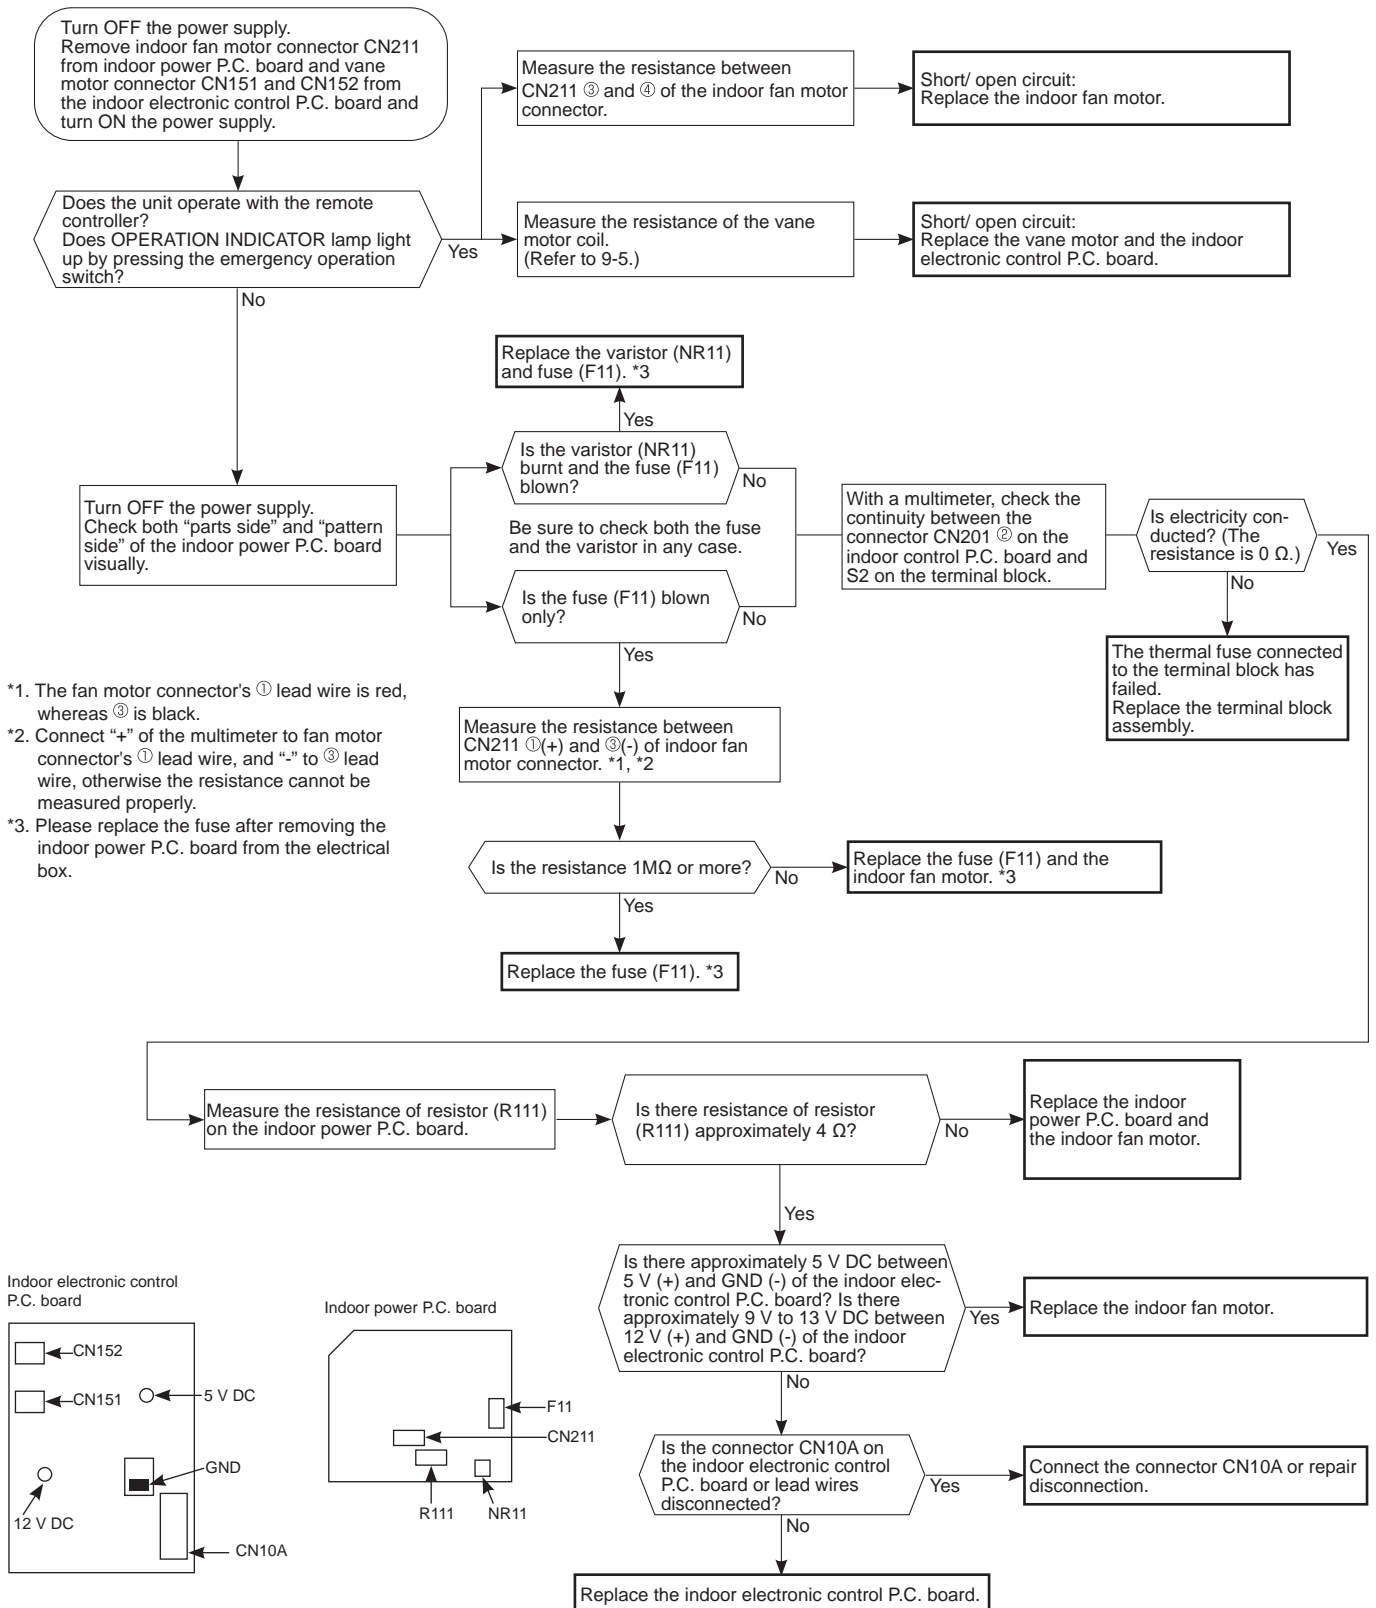 Turn OFF the power supply.
Remove indoor fan motor connector CN211
from indoor power P.C. board and vane
motor connector CN151 and CN152 from
the indoor electronic control P.C. board and
turn ON the power supply.
Measure the resistance between
CN211 ③ and ④ of the indoor fan motor
connector.
Short/ open circuit:
Replace the indoor fan motor.
Does the unit operate with the remote
controller?
Does OPERATION INDICATOR lamp light
up by pressing the emergency operation
switch?
Yes
Measure the resistance of the vane
motor coil.
(Refer to 9-5.)
Short/ open circuit:
Replace the vane motor and the indoor
electronic control P.C. board.
No
Replace the varistor (NR11)
and fuse (F11). *3
Yes
Is the varistor (NR11)
burnt and the fuse (F11)
blown?
No
Turn OFF the power supply.
Check both “parts side” and “pattern
side” of the indoor power P.C. board
visually.
Be sure to check both the fuse
and the varistor in any case.
With a multimeter, check the
continuity between the
connector CN201 ② on the
indoor control P.C. board and
S2 on the terminal block.
Is electricity con-
ducted? (The
resistance is 0 Ω.)
Yes
No
Is the fuse (F11) blown
only?
No
Yes
The thermal fuse connected
to the terminal block has
failed.
Replace the terminal block
assembly.
*1. The fan motor connector's ① lead wire is red,
whereas ③ is black.
*2. Connect “+” of the multimeter to fan motor
connector's ① lead wire, and “-” to ③ lead
wire, otherwise the resistance cannot be
measured properly.
*3. Please replace the fuse after removing the
indoor power P.C. board from the electrical
box.
Measure the resistance between
CN211 ①(+) and ③(-) of indoor fan
motor connector. *1, *2
Is the resistance 1MΩ or more?
No
Replace the fuse (F11) and the
indoor fan motor. *3
Yes
Replace the fuse (F11). *3
Measure the resistance of resistor (R111)
on the indoor power P.C. board.
Is there resistance of resistor
(R111) approximately 4 Ω?
No
Replace the indoor
power P.C. board and
the indoor fan motor.
Yes
Is there approximately 5 V DC between
5 V (+) and GND (-) of the indoor elec-
tronic control P.C. board? Is there
approximately 9 V to 13 V DC between
12 V (+) and GND (-) of the indoor
electronic control P.C. board?
Yes
Replace the indoor fan motor.
No
Is the connector CN10A on
the indoor electronic control
P.C. board or lead wires
disconnected?
Yes
Connect the connector CN10A or repair
disconnection.
No
Replace the indoor electronic control P.C. board.
Indoor electronic control
P.C. board
CN152
CN151
5 V DC
GND
12 V DC
CN10A
Indoor power P.C. board
F11
CN211
R111
NR11